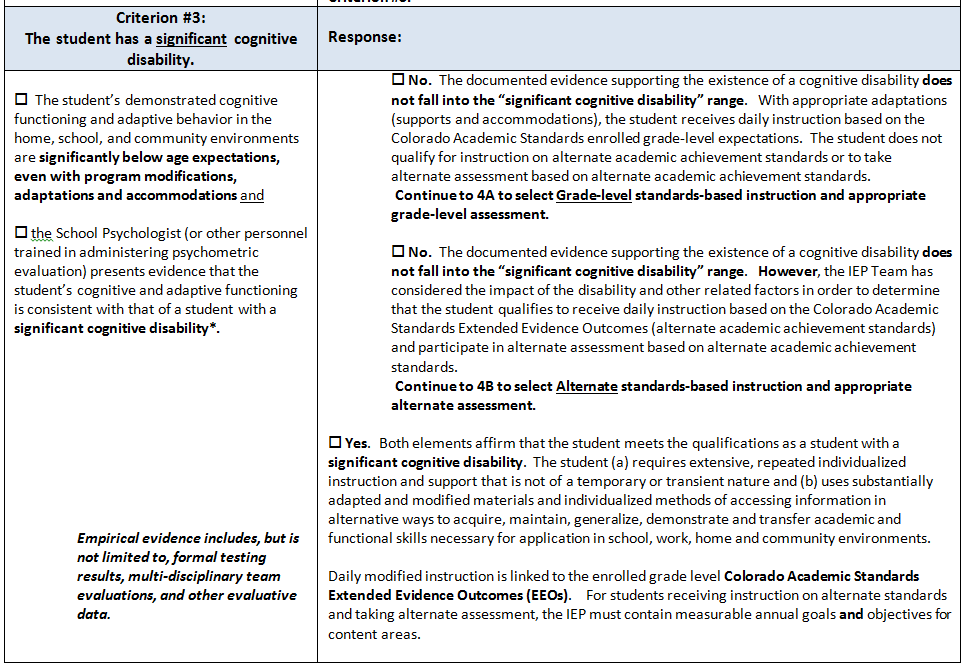 Criterion #3:
The student has a significant cognitive
disability.
Response:
☐ The student’s demonstrated cognitive
functioning and adaptive behavior in the
home, school, and community environments
are significantly below age expectations,
even with program modifications,
adaptations and accommodations and
☐ the School Psychologist (or other personnel
trained in administering psychometric
evaluation) presents evidence that the
student’s cognitive and adaptive functioning
is consistent with that of a student with a
significant cognitive disability*.
Empirical evidence includes, but is
not limited to, formal testing
results, multi-disciplinary team
evaluations, and other evaluative
data.
☐ No. The documented evidence supporting the existence of a cognitive disability does
not fall into the “significant cognitive disability” range. With appropriate adaptations
(supports and accommodations), the student receives daily instruction based on the
Colorado Academic Standards enrolled grade-level expectations. The student does not
qualify for instruction on alternate academic achievement standards or to take
alternate assessment based on alternate academic achievement standards.
Continue to 4A to select Grade-level standards-based instruction and appropriate
grade-level assessment.
☐ No. The documented evidence supporting the existence of a cognitive disability does
not fall into the “significant cognitive disability” range. However, the IEP Team has
considered the impact of the disability and other related factors in order to determine
that the student qualifies to receive daily instruction based on the Colorado Academic
Standards Extended Evidence Outcomes (alternate academic achievement standards)
and participate in alternate assessment based on alternate academic achievement
standards.
Continue to 4B to select Alternate standards-based instruction and appropriate
alternate assessment.
☐ Yes. Both elements affirm that the student meets the qualifications as a student with a
significant cognitive disability. The student (a) requires extensive, repeated individualized
instruction and support that is not of a temporary or transient nature and (b) uses substantially
adapted and modified materials and individualized methods of accessing information in
alternative ways to acquire, maintain, generalize, demonstrate and transfer academic and
functional skills necessary for application in school, work, home and community environments.
Daily modified instruction is linked to the enrolled grade level Colorado Academic Standards
Extended Evidence Outcomes (EEOs). For students receiving instruction on alternate standards
and taking alternate assessment, the IEP must contain measurable annual goals and objectives for
content areas.